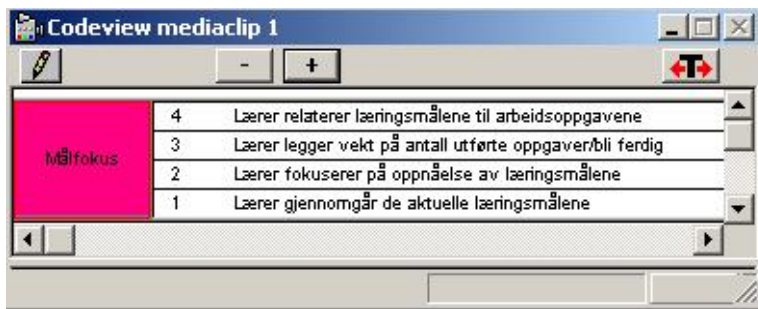 Codeview mediaclip 1
- +
T
Målfokus
4 Lærer relaterer læringsmålene til arbeidsoppgavene
3 Lærer legger vekt på antall utførte oppgaver/bli ferdig
2 Lærer fokuserer på oppnåelse av læringsmålene
1 Lærer gjennomgår de aktuelle læringsmålene